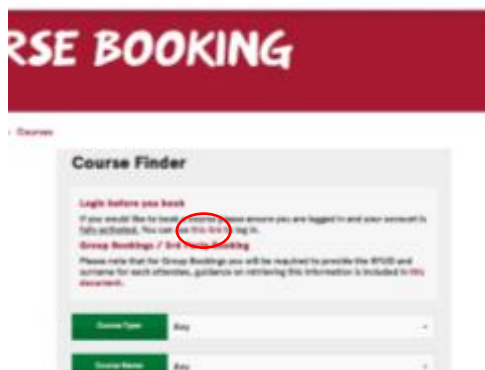 RSE BOOKING
Courses
Course Finder
Login before you book
If you would like to book a course please ensure you are logged in and your account is
fully activated. You can use this link to log in.
Group Bookings / 3rd Party Booking
Please note that for Group Bookings you will be required to provide the RFUID and
surname for each attendee, guidance on retrieving this information is included in this
document.
Course Type Any
Course Name Any